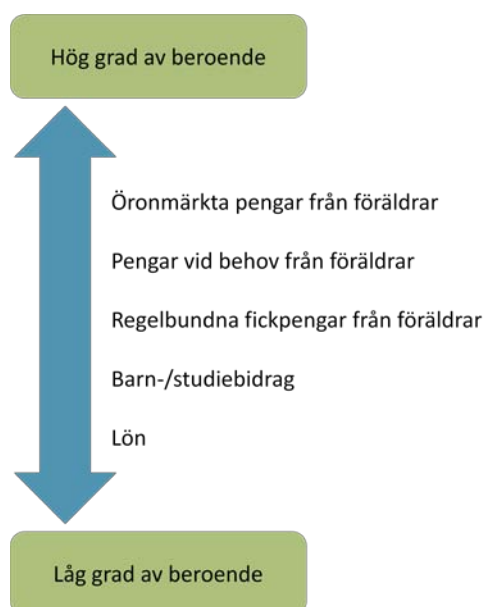 Hög grad av beroende
Öronmärkta pengar från föräldrar
Pengar vid behov från föräldrar
Regelbundna fickpengar från föräldrar
Barn-/studiebidrag
Lön
Låg grad av beroende